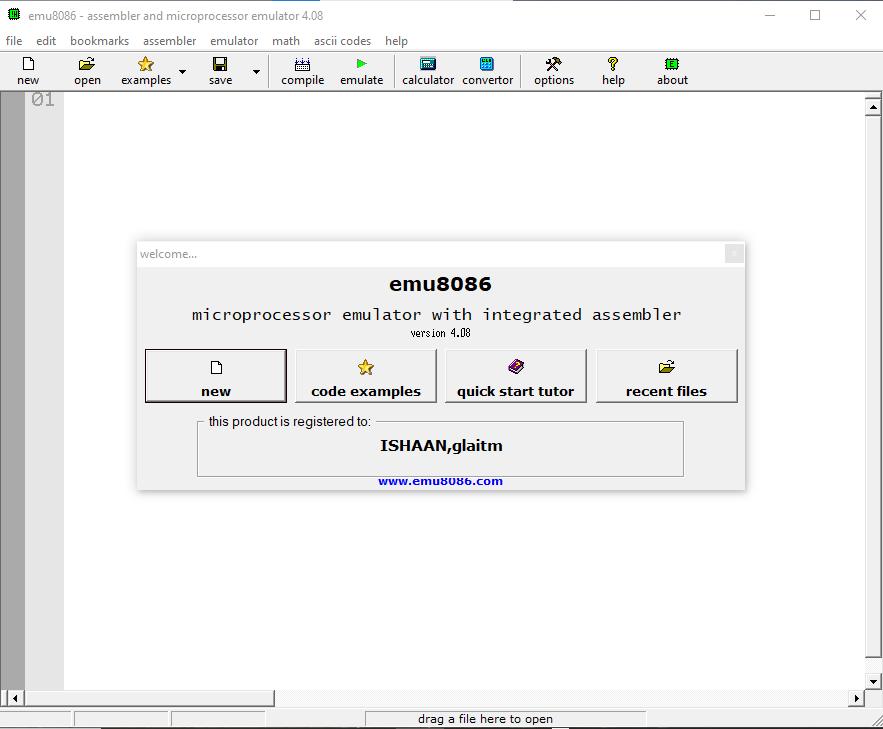 emu8086 - assembler and microprocessor emulator 4.08
file edit bookmarks assembler emulator math ascii codes help
new open examples save compile emulate calculator convertor options help about
01
welcome...
emu8086
microprocessor emulator with integrated assembler
version 4.08
new code examples quick start tutor recent files
this product is registered to:
ISHAAN,glaitm
www.emu8086.com
drag a file here to open